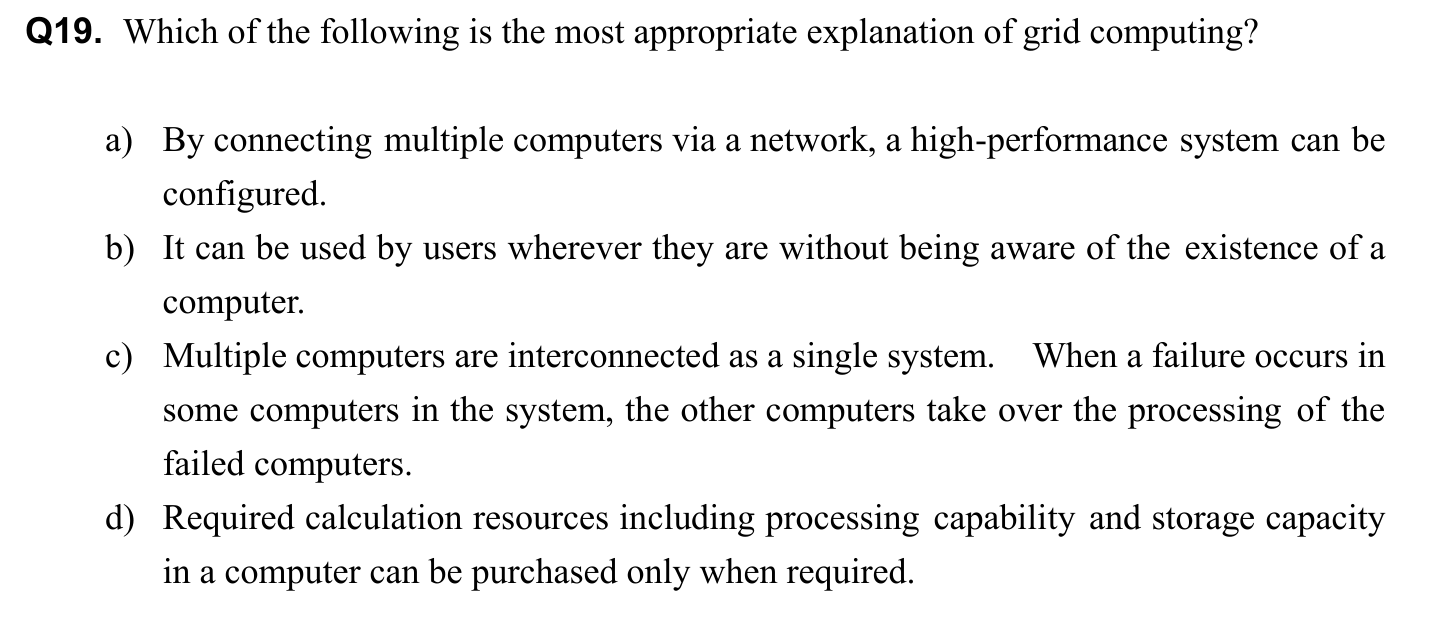 Q19. Which of the following is the most appropriate explanation of grid computing?
a) By connecting multiple computers via a network, a high-performance system can be
configured.
b) It can be used by users wherever they are without being aware of the existence of a
computer.
c) Multiple computers are interconnected as a single system. When a failure occurs in
some computers in the system, the other computers take over the processing of the
failed computers.
d) Required calculation resources including processing capability and storage capacity
in a computer can be purchased only when required.